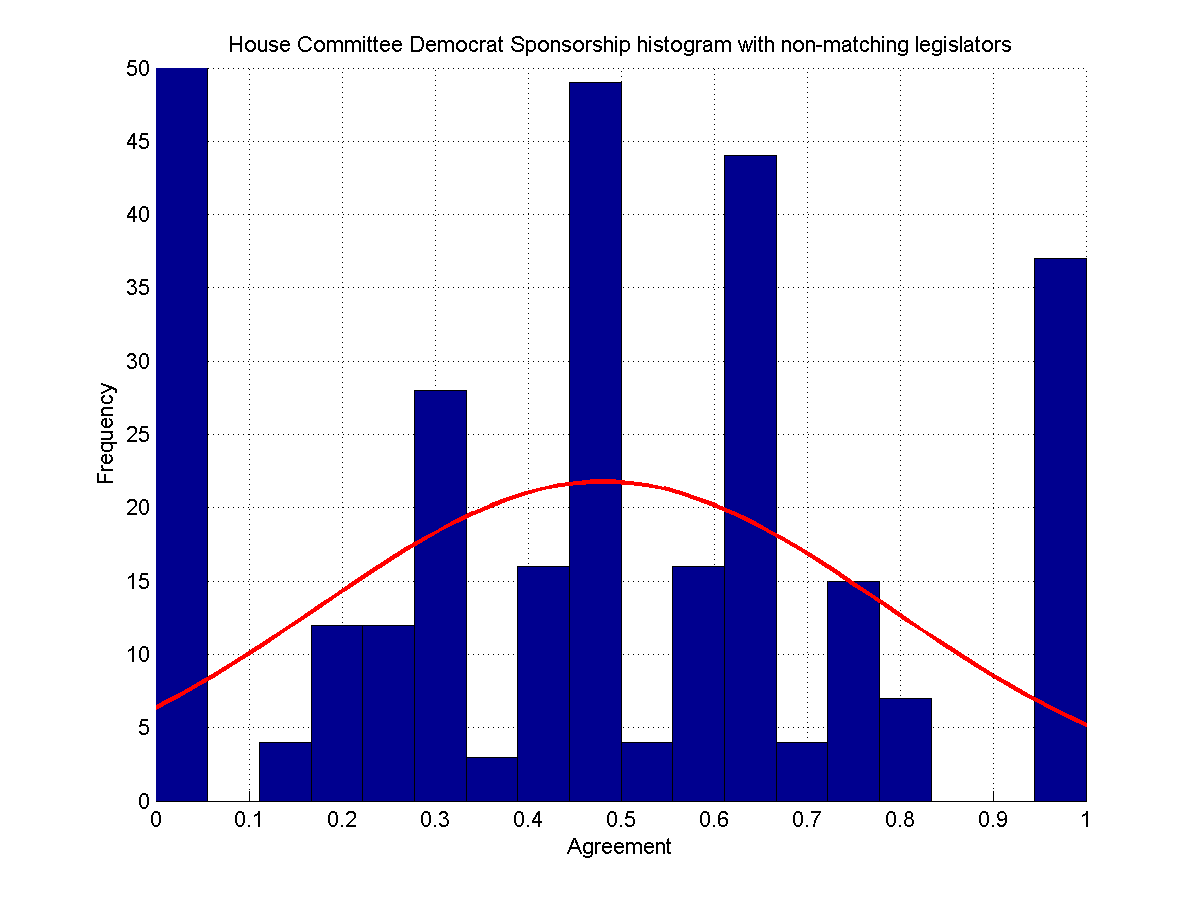 House Committee Democrat Sponsorship histogram with non-matching legislators
50
45
40
35
30
25
20
15
10
5
0
Frequency
0 0.1 0.2 0.3 0.4 0.5 0.6 0.7 0.8 0.9 1
Agreement